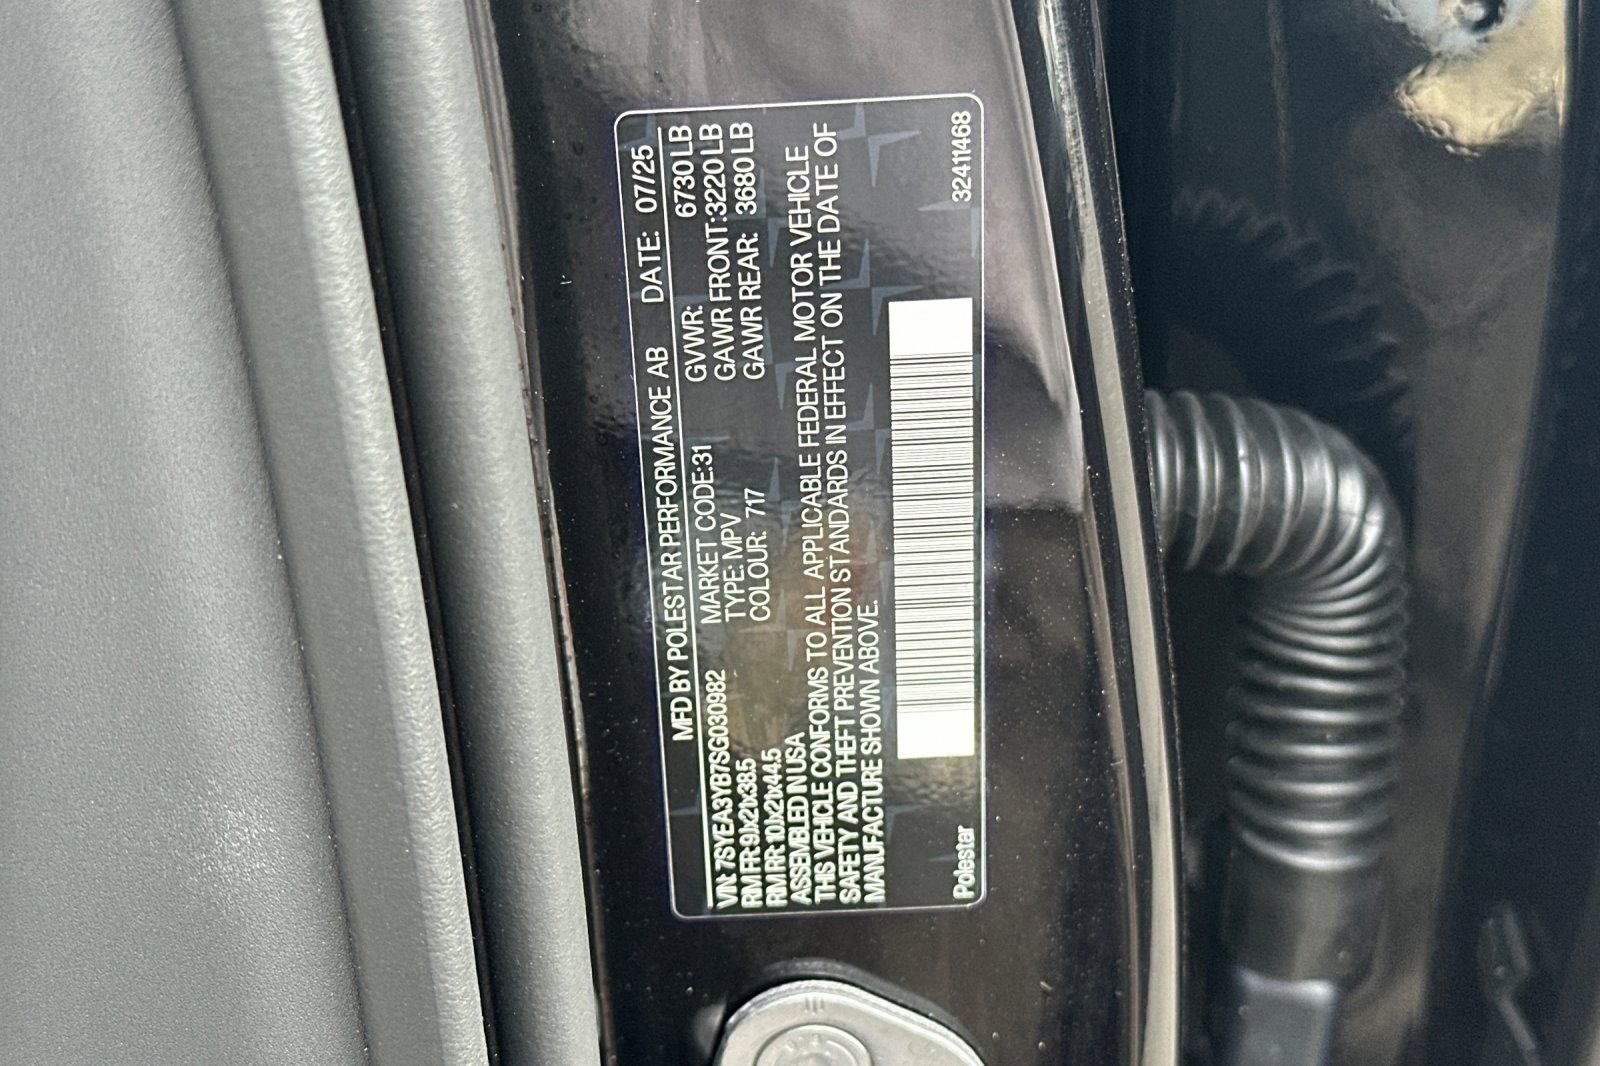 MFD BY POLESTAR PERFORMANCE AB DATE: 07/25
VIN: 7SYEA3YB7SG030982 MARKET CODE:31 GVWR: 6730 LB
RIM FR: 9Jx21x38.5 TYPE: MPV GAWR FRONT:3220 LB
RIM RR: 10Jx21x44.5 COLOUR: 717 GAWR REAR: 3680 LB
ASSEMBLED IN USA
THIS VEHICLE CONFORMS TO ALL APPLICABLE FEDERAL MOTOR VEHICLE
SAFETY AND THEFT PREVENTION STANDARDS IN EFFECT ON THE DATE OF
MANUFACTURE SHOWN ABOVE.
Polestar 32411468